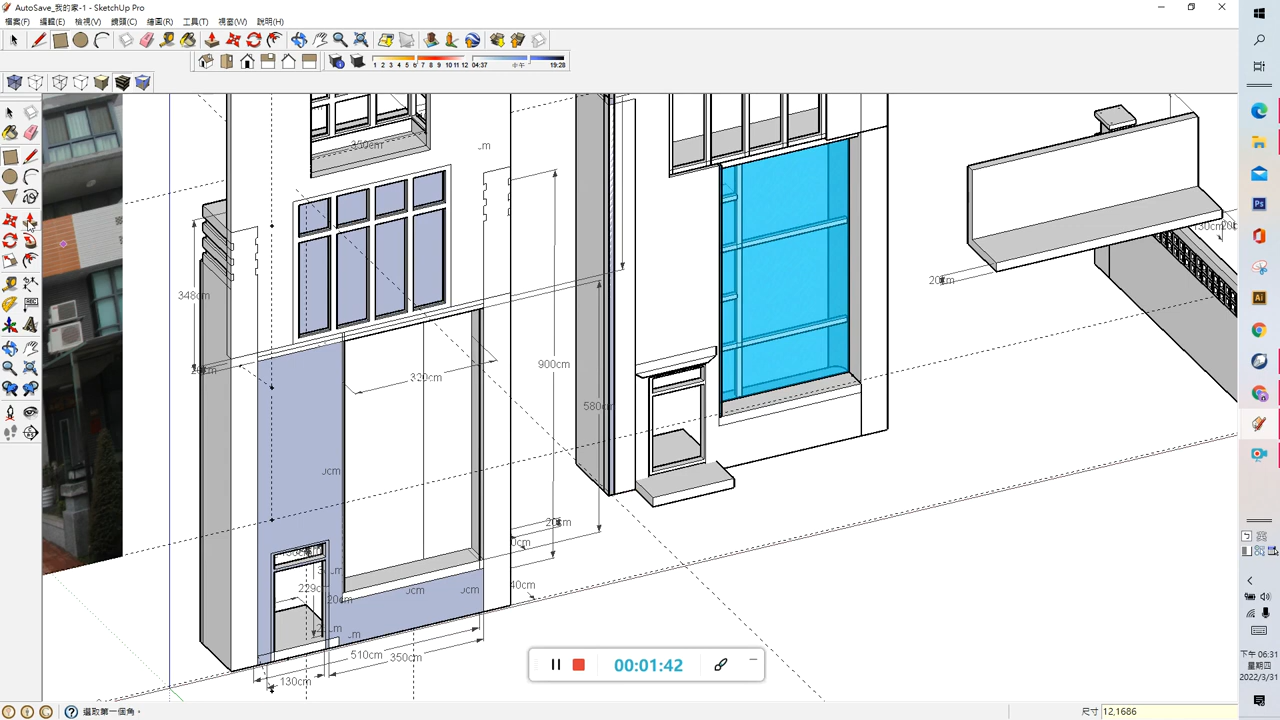 AutoSave_我的家-1 - SketchUp Pro
檔案(F) 編輯(E) 檢視(V) 鏡頭(C) 繪圖(R) 工具(T) 視窗(W) 說明(H)
1 2 3 4 5 6 7 8 9 10 11 12 04:37 中午 19:28
350cm
348cm
320cm
900cm
580cm
130cm
20cm
20cm
229cm
20cm
40cm
510cm
350cm
130cm
00:01:42
選取第一個角。
尺寸 12,1686
下午 06:31
星期四
2022/3/31